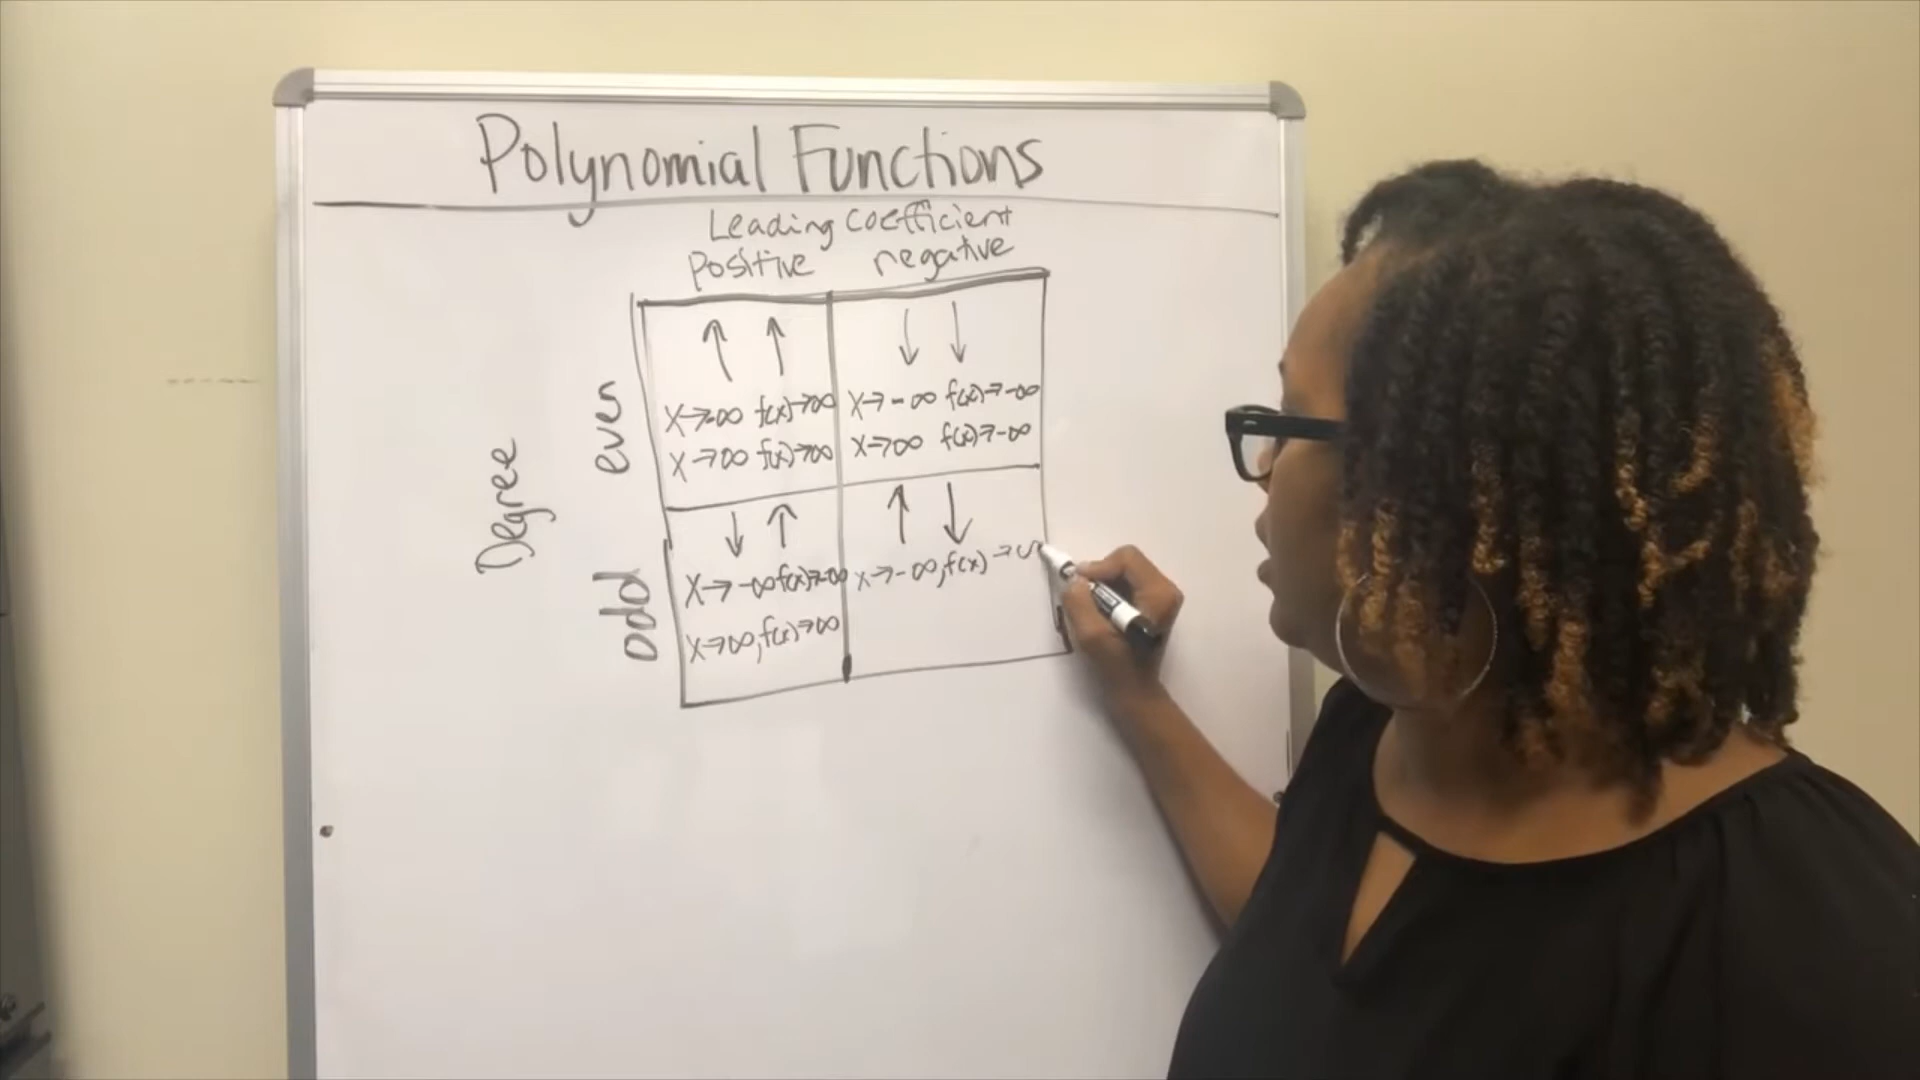 Polynomial Functions
Leading Coefficient
positive negative
Degree
even
↑ ↑ ↓ ↓
X→-∞ f(x)→∞ X→-∞ f(x)→-∞
X→∞ f(x)→∞ X→∞ f(x)→-∞
odd
↓ ↑ ↑ ↓
X→-∞ f(x)→-∞ x→-∞, f(x)→∞
X→∞, f(x)→∞